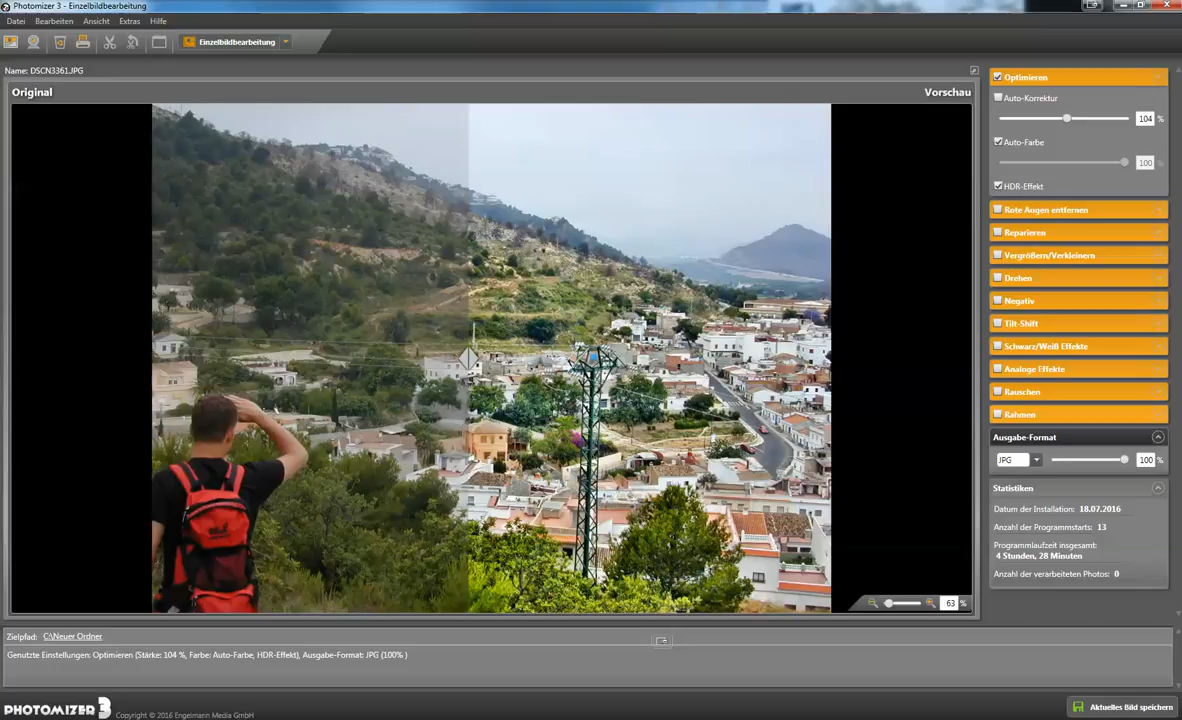 Photomizer 3 - Einzelbildbearbeitung
Datei Bearbeiten Ansicht Extras Hilfe
Einzelbildbearbeitung
Name: DSCN3361.JPG
Original
Vorschau
Optimieren
Auto-Korrektur
104 %
Auto-Farbe
100 %
HDR-Effekt
Rote Augen entfernen
Reparieren
Vergrößern/Verkleinern
Drehen
Negativ
Tilt-Shift
Schwarz/Weiß Effekte
Analoge Effekte
Rauschen
Rahmen
Ausgabe-Format
JPG 100 %
Statistiken
Datum der Installation: 18.07.2016
Anzahl der Programmstarts: 13
Programmlaufzeit insgesamt:
4 Stunden, 28 Minuten
Anzahl der verarbeiteten Photos: 0
63 %
Zielpfad: C:\Neuer Ordner
Genutzte Einstellungen: Optimieren (Stärke: 104 %, Farbe: Auto-Farbe, HDR-Effekt), Ausgabe-Format: JPG (100% )
PHOTOMIZER 3 Copyright © 2016 Engelmann Media GmbH
Aktuelles Bild speichern